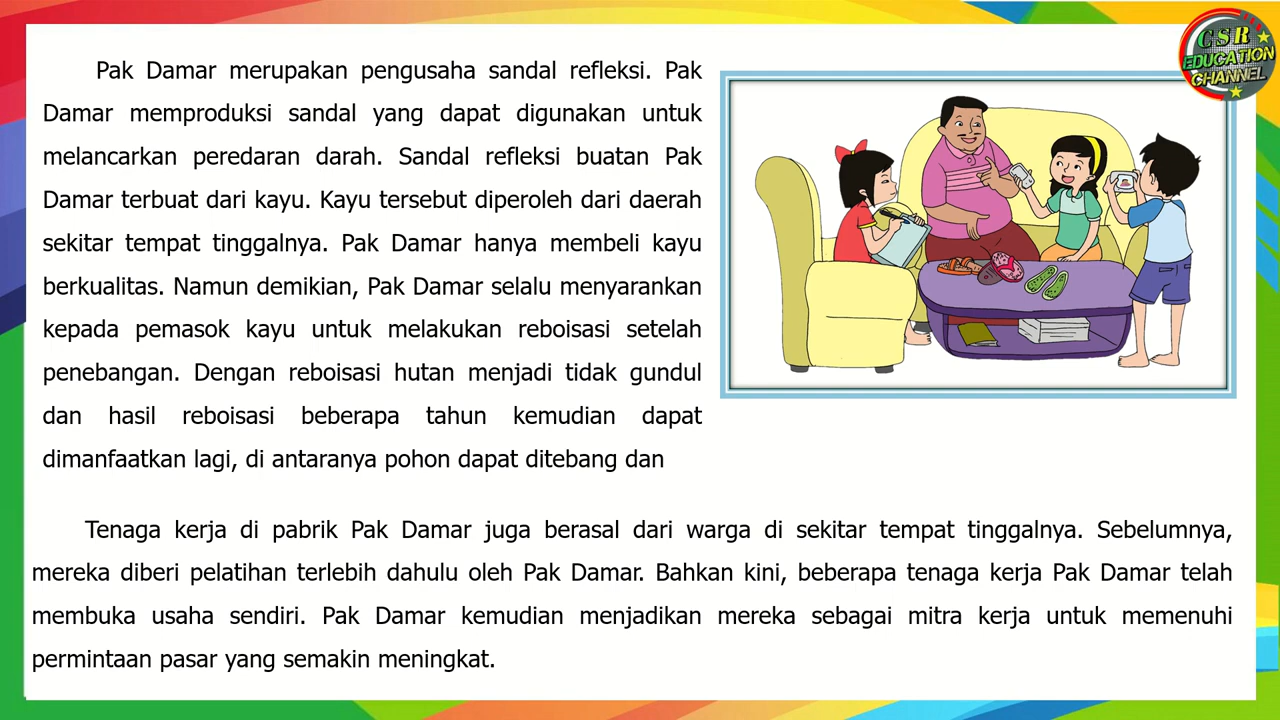 CSR
EDUCATION
CHANNEL
Pak Damar merupakan pengusaha sandal refleksi. Pak
Damar memproduksi sandal yang dapat digunakan untuk
melancarkan peredaran darah. Sandal refleksi buatan Pak
Damar terbuat dari kayu. Kayu tersebut diperoleh dari daerah
sekitar tempat tinggalnya. Pak Damar hanya membeli kayu
berkualitas. Namun demikian, Pak Damar selalu menyarankan
kepada pemasok kayu untuk melakukan reboisasi setelah
penebangan. Dengan reboisasi hutan menjadi tidak gundul
dan hasil reboisasi beberapa tahun kemudian dapat
dimanfaatkan lagi, di antaranya pohon dapat ditebang dan
Tenaga kerja di pabrik Pak Damar juga berasal dari warga di sekitar tempat tinggalnya. Sebelumnya,
mereka diberi pelatihan terlebih dahulu oleh Pak Damar. Bahkan kini, beberapa tenaga kerja Pak Damar telah
membuka usaha sendiri. Pak Damar kemudian menjadikan mereka sebagai mitra kerja untuk memenuhi
permintaan pasar yang semakin meningkat.